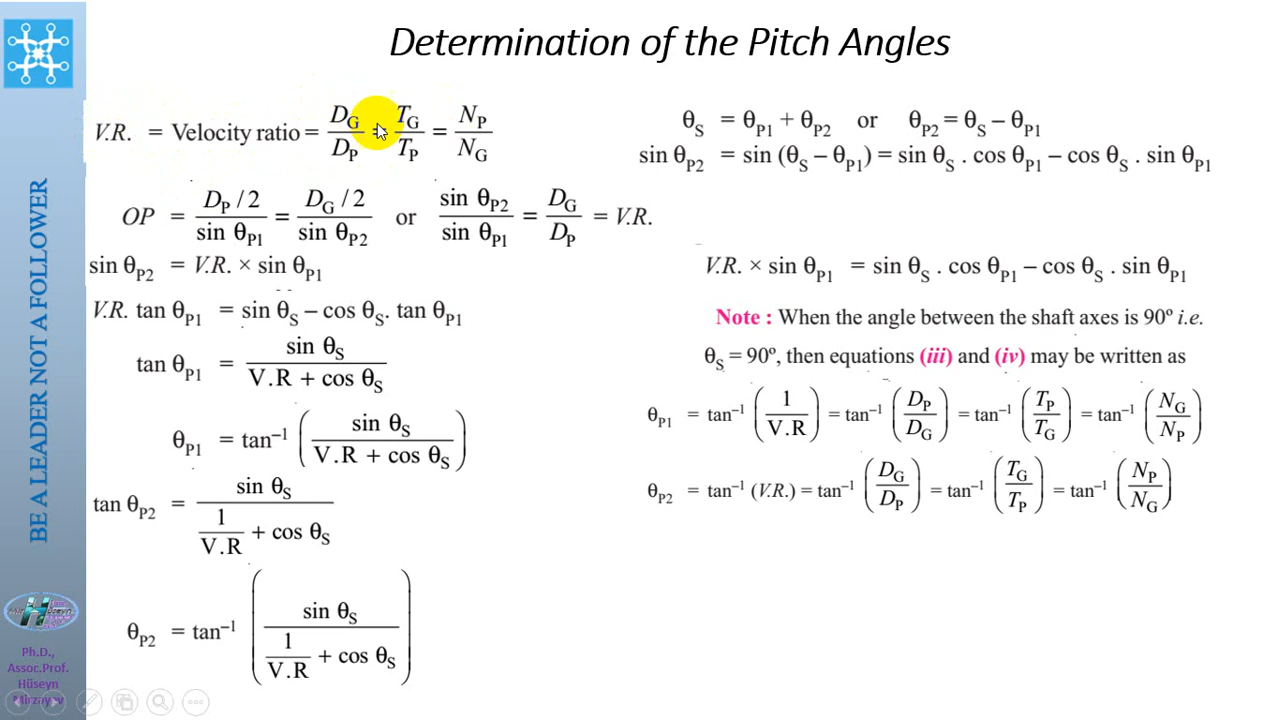 Determination of the Pitch Angles
V.R. = Velocity ratio = D_G / D_P = T_G / T_P = N_P / N_G
OP = (D_P / 2) / (sin θ_P1) = (D_G / 2) / (sin θ_P2) or (sin θ_P2) / (sin θ_P1) = D_G / D_P = V.R.
sin θ_P2 = V.R. × sin θ_P1
V.R. tan θ_P1 = sin θ_S – cos θ_S. tan θ_P1
tan θ_P1 = (sin θ_S) / (V.R + cos θ_S)
θ_P1 = tan⁻¹ ( (sin θ_S) / (V.R + cos θ_S) )
tan θ_P2 = (sin θ_S) / (1 / V.R + cos θ_S)
θ_P2 = tan⁻¹ ( (sin θ_S) / (1 / V.R + cos θ_S) )
θ_S = θ_P1 + θ_P2 or θ_P2 = θ_S – θ_P1
sin θ_P2 = sin (θ_S – θ_P1) = sin θ_S . cos θ_P1 – cos θ_S . sin θ_P1
V.R. × sin θ_P1 = sin θ_S . cos θ_P1 – cos θ_S . sin θ_P1
Note : When the angle between the shaft axes is 90º i.e.
θ_S = 90º, then equations (iii) and (iv) may be written as
θ_P1 = tan⁻¹ ( 1 / V.R ) = tan⁻¹ ( D_P / D_G ) = tan⁻¹ ( T_P / T_G ) = tan⁻¹ ( N_G / N_P )
θ_P2 = tan⁻¹ (V.R.) = tan⁻¹ ( D_G / D_P ) = tan⁻¹ ( T_G / T_P ) = tan⁻¹ ( N_P / N_G )
BE A LEADER NOT A FOLLOWER
Ph.D.,
Assoc.Prof.
Hüseyn
Mirzayev